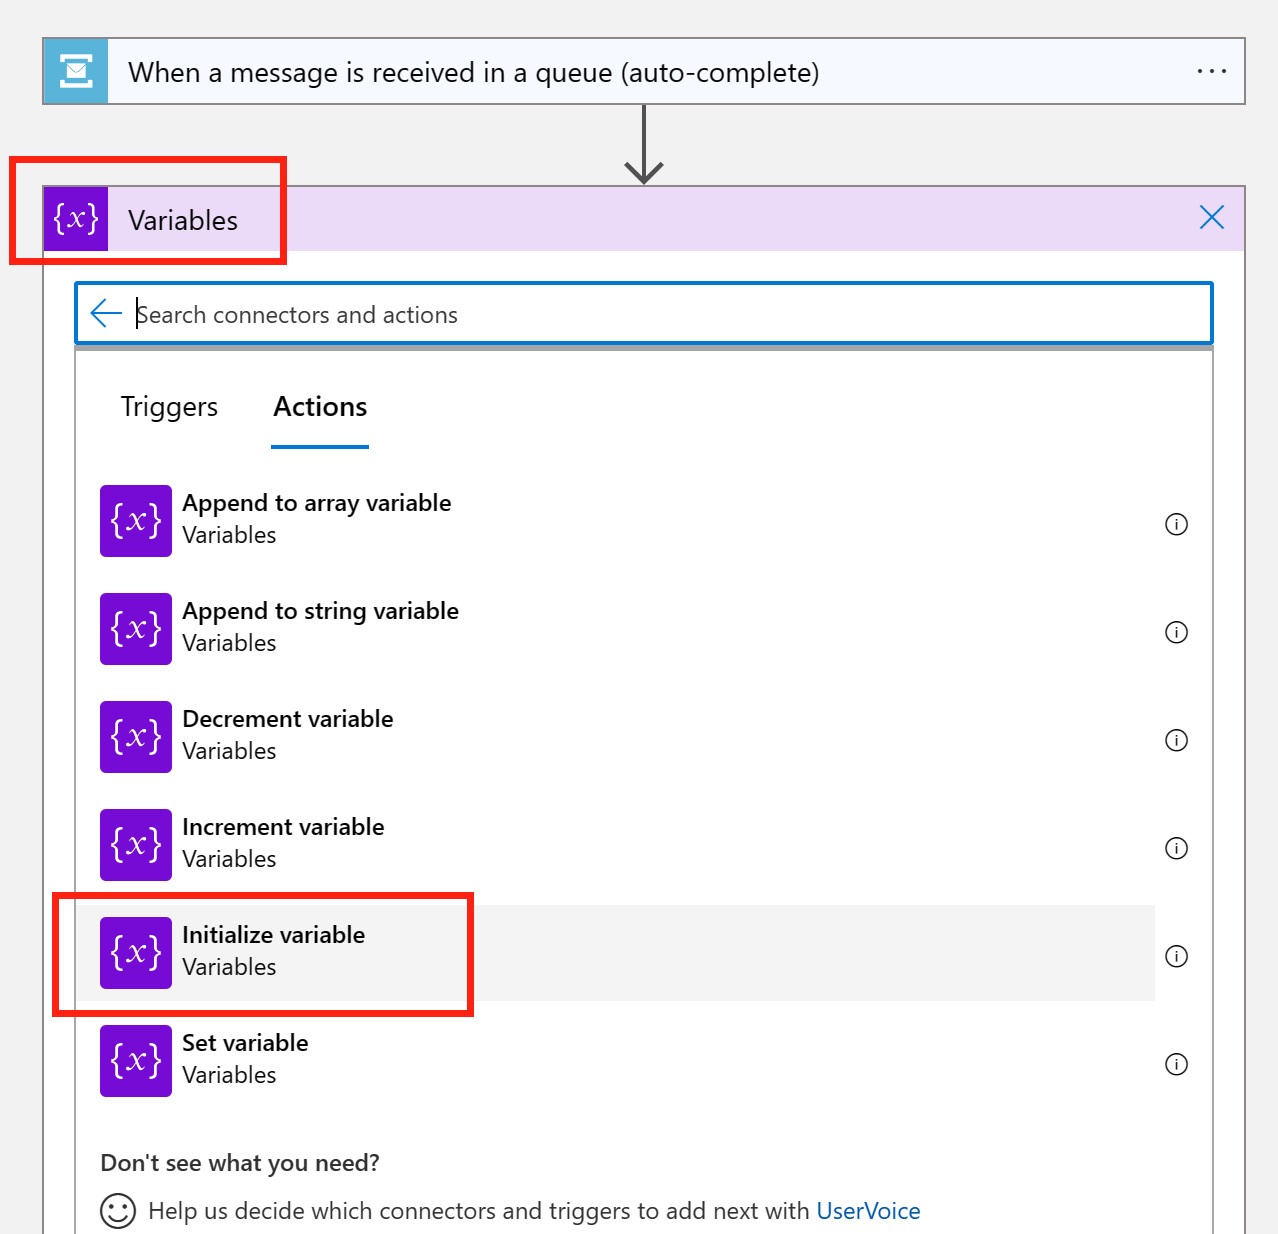 When a message is received in a queue (auto-complete)
{x} Variables
Search connectors and actions
Triggers Actions
{x} Append to array variable
Variables
{x} Append to string variable
Variables
{x} Decrement variable
Variables
{x} Increment variable
Variables
{x} Initialize variable
Variables
{x} Set variable
Variables
Don't see what you need?
Help us decide which connectors and triggers to add next with UserVoice